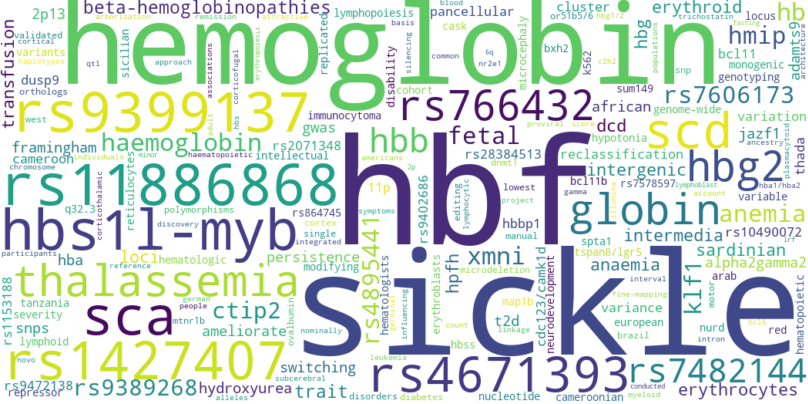 beta-hemoglobinopathies
hemoglobin
2p13
arborization
remission
attractive
lymphopoiesis
basis
blood
pancellular
cask
cluster
or51b5/6
hbg1/2
trichostatin
erythroid
locus
hb
validated
cortical
haplotypes
variants
transfusion
qtl
sicilian
approach
corticofugal
erythropoiesis
dusp9
orthologs
associations
silencing
replicated
disability
microcephaly
common
bxh2
k562
6q
nr2e1
hbg
populations
c2h2
snp
hmip
bcl11
monogenic
genotyping
adamts9
architecture
fasting
rs9399137
rs766432
rs7606173
west
adult
hbs
immunocytoma
cohort
proviral
score
sum149
african
genome-wide
variation
framingham
haemoglobin
gwas
rs2071348
hbb
fetal
dcd
hypotonia
rs28384513
dnmt1
reclassification
scd
jazf1
ancestry
plasmacytoid
thada
cameroon
individuals
minor
haematopoietic
intellectual
americans
2p
intergenic
bcl11b
rs7578597
lymphoblast
hba1/hba2
account
variable
chromosome
rs11886868
hbf
hbg2
q32.3
corticothalamic
reticulocytes
polymorphisms
rs864745
cortex
11p
rs9402686
editing
lymphocytic
lowest
gamma
project
globin
anemia
hbs1l-myb
discovery
single
symptoms
integrated
hbbp1
manual
intermedia
rs10490072
participants
hba
loci
hematologic
persistence
rs4895441
hpfh
xmni
spta1
tspan8/lgr5
sardinian
alpha2gamma2
lrf
reference
modifying
hematologists
erythroblasts
microdeletion
anaemia
klf1
arab
interval
fine-mapping
motor
thalassemia
sickle
rs1153188
tanzania
severity
german
people
mtnr1b
ctip2
ovalbumin
influencing
map1b
count
t2d
cdc123/camk1d
neurodevelopment
variance
european
nurd
red
hematopoietic
novo
snps
lymphoid
sca
ameliorate
nominally
hbss
linkage
brazil
bclx
intron
rs1427407
switching
leukemia
rs4671393
rs7482144
rs9472138
repressor
rs9389268
alleles
hydroxyurea
subcerebral
trait
disorders
diabetes
cameroonian
nucleotide
conducted
myeloid
erythrocytes